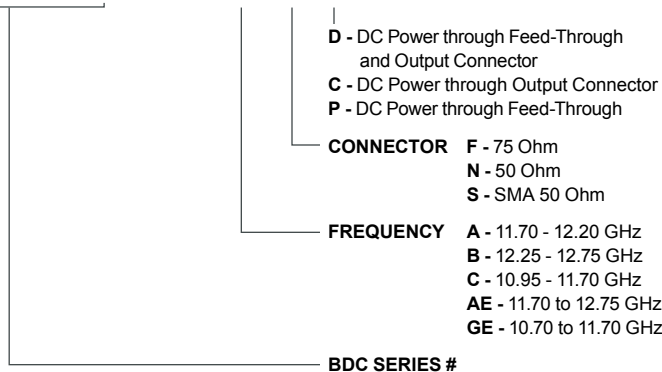 D - DC Power through Feed-Through
and Output Connector
C - DC Power through Output Connector
P - DC Power through Feed-Through
CONNECTOR F - 75 Ohm
N - 50 Ohm
S - SMA 50 Ohm
FREQUENCY A - 11.70 - 12.20 GHz
B - 12.25 - 12.75 GHz
C - 10.95 - 11.70 GHz
AE - 11.70 to 12.75 GHz
GE - 10.70 to 11.70 GHz
BDC SERIES #